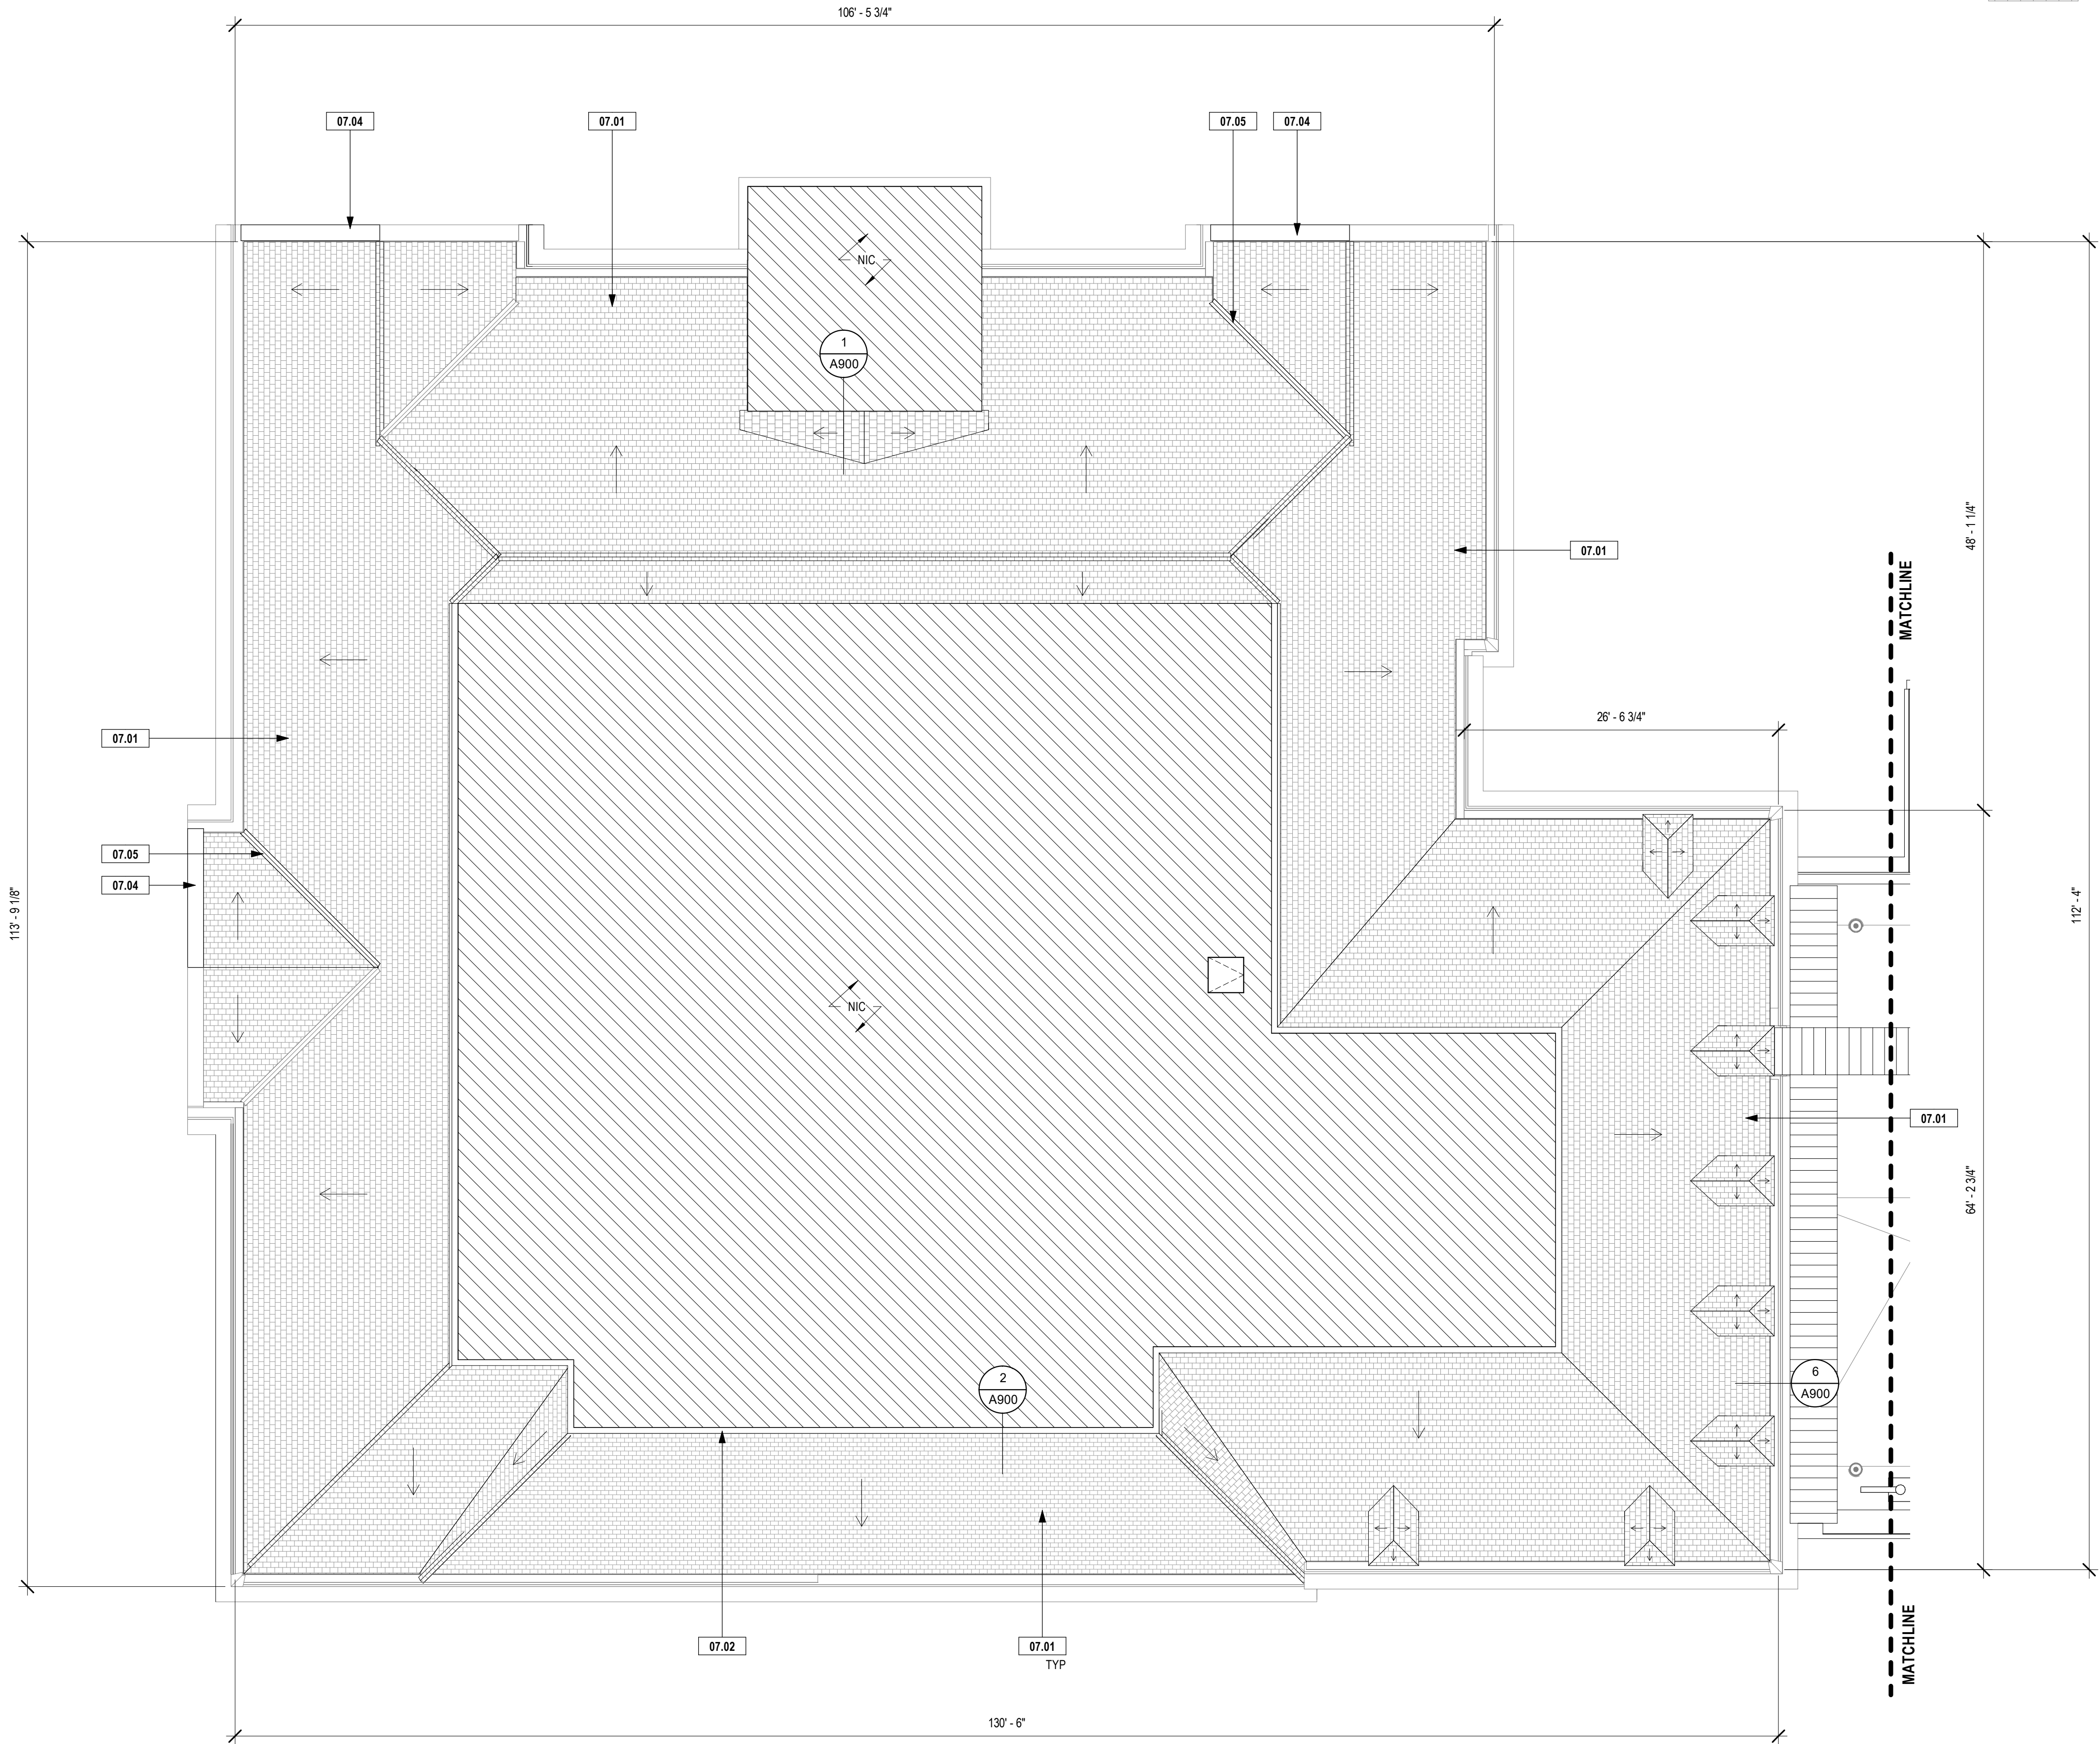 106' - 5 3/4"
07.04
07.01
07.05
07.04
NIC
1
A900
48' - 1 1/4"
07.01
MATCHLINE
26' - 6 3/4"
07.01
07.05
07.04
113' - 9 1/8"
112' - 4"
NIC
07.01
64' - 2 3/4"
2
A900
6
A900
07.02
07.01
TYP
MATCHLINE
130' - 6"